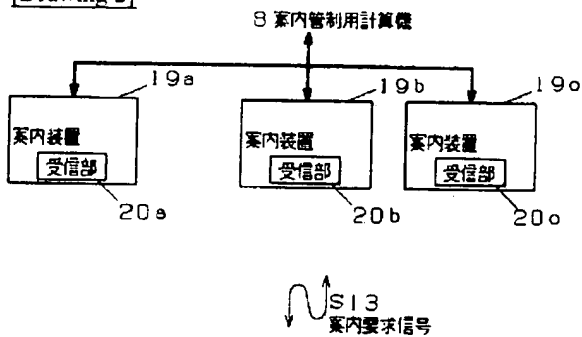 8 案内管制用計算機
19a
19b
19c
案内装置
案内装置
案内装置
受信部
受信部
受信部
20a
20b
20c
S13
案内要求信号